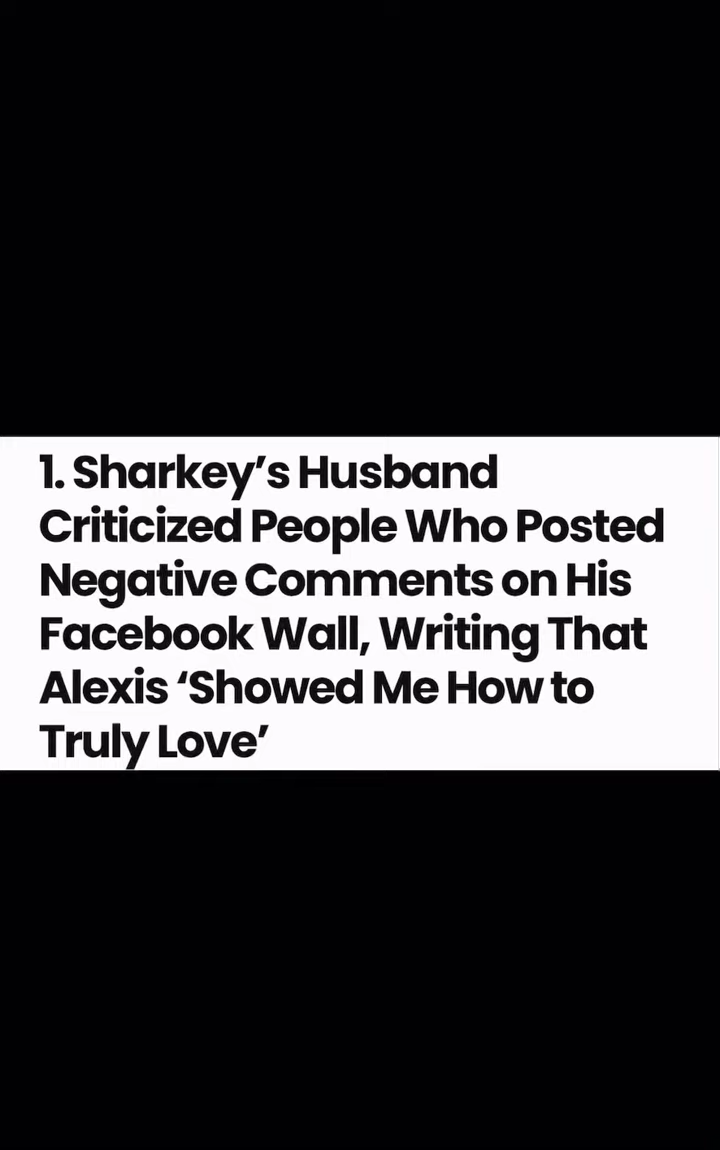 1. Sharkey’s Husband
Criticized People Who Posted
Negative Comments on His
Facebook Wall, Writing That
Alexis ‘Showed Me How to
Truly Love’